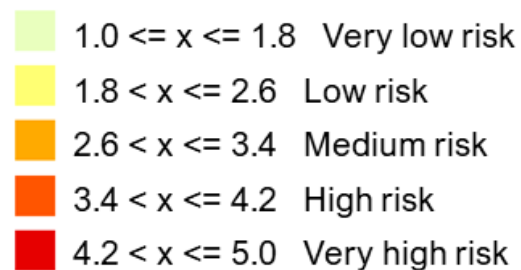 1.0 <= x <= 1.8 Very low risk
1.8 < x <= 2.6 Low risk
2.6 < x <= 3.4 Medium risk
3.4 < x <= 4.2 High risk
4.2 < x <= 5.0 Very high risk